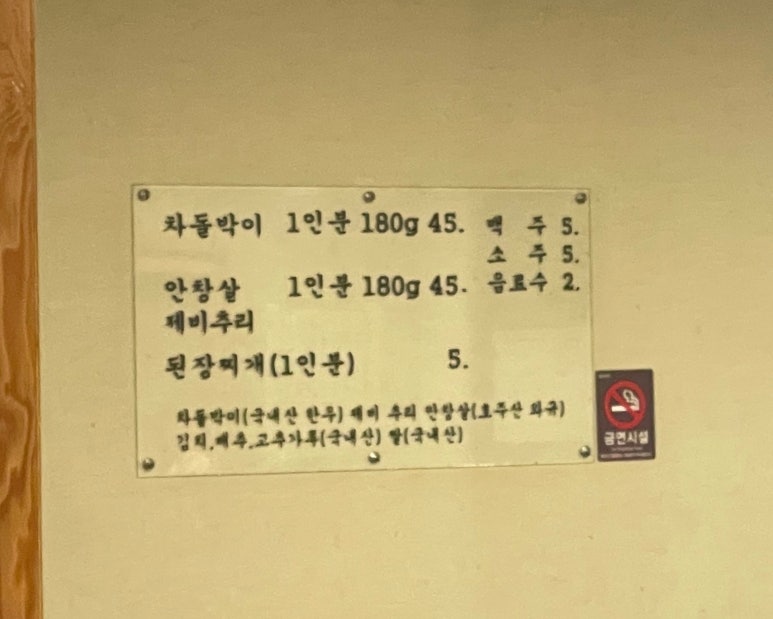 차돌박이 1인분 180g 45.
맥 주 5.
소 주 5.
안창살 1인분 180g 45.
음료수 2.
제비추리
된장찌개(1인분) 5.
차돌박이(국내산 한우) 제비 추리 안창살(호주산 와규)
김치,배추,고추가루(국내산) 쌀(국내산)
금연시설